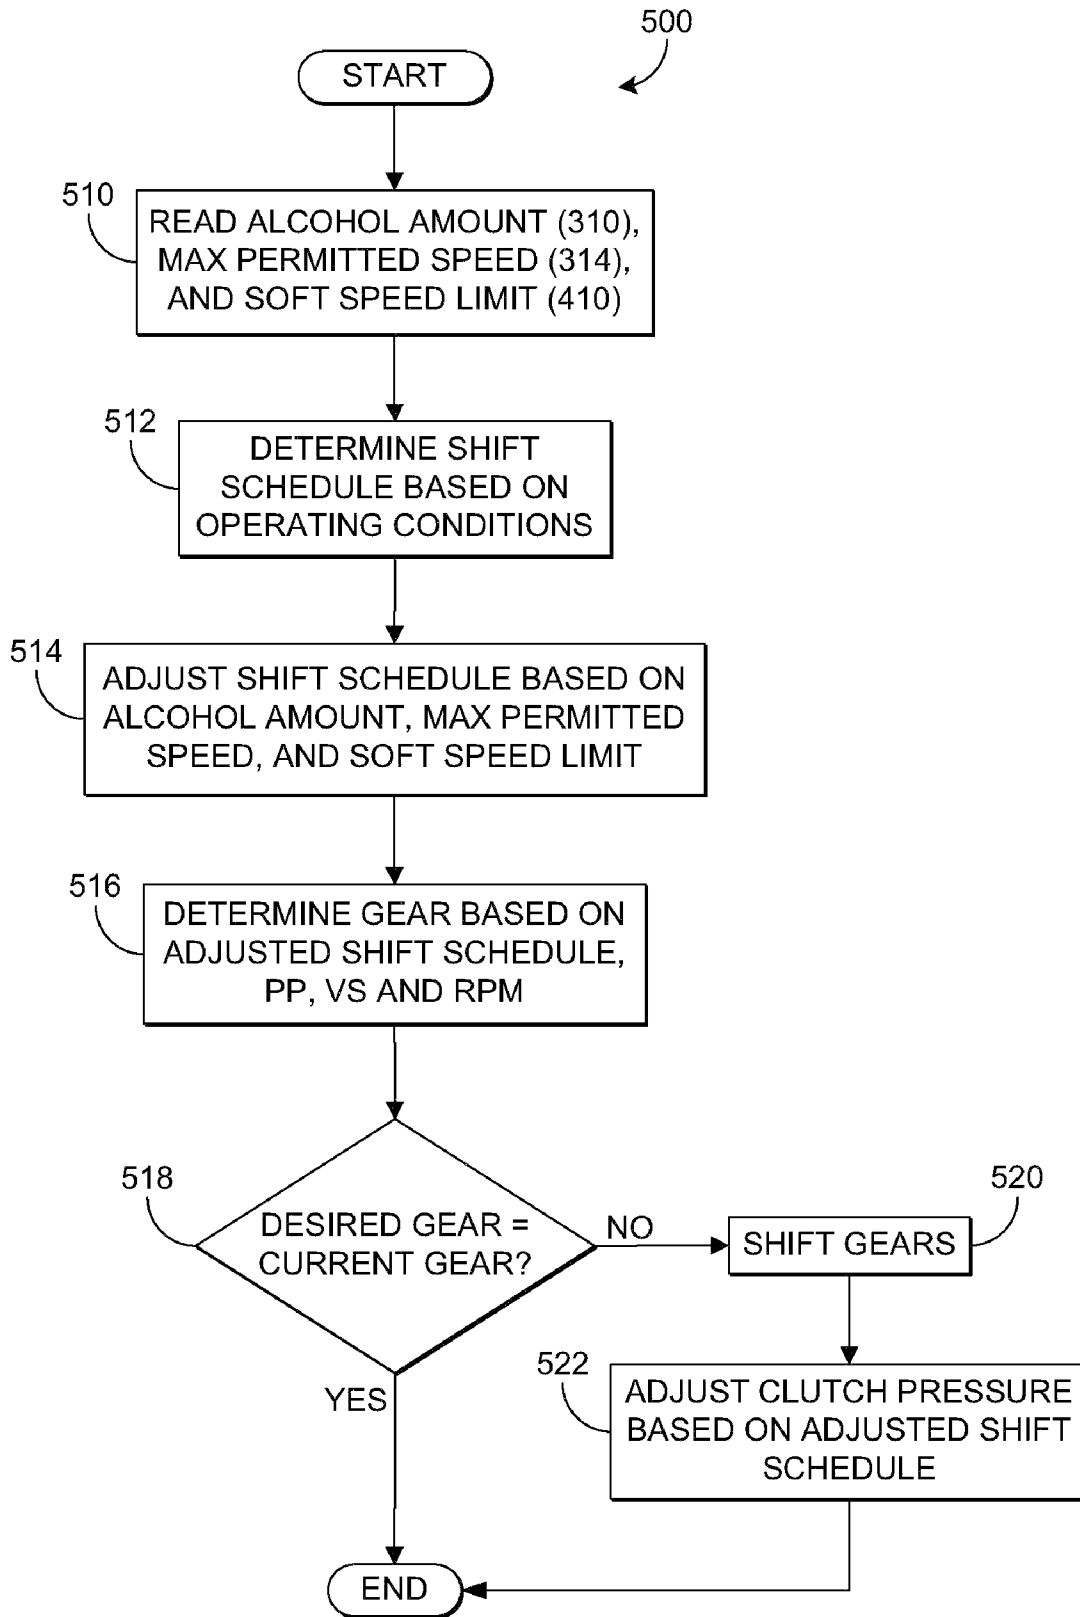 500
START
510
READ ALCOHOL AMOUNT (310),
MAX PERMITTED SPEED (314),
AND SOFT SPEED LIMIT (410)
512
DETERMINE SHIFT
SCHEDULE BASED ON
OPERATING CONDITIONS
514
ADJUST SHIFT SCHEDULE BASED ON
ALCOHOL AMOUNT, MAX PERMITTED
SPEED, AND SOFT SPEED LIMIT
516
DETERMINE GEAR BASED ON
ADJUSTED SHIFT SCHEDULE,
PP, VS AND RPM
518
DESIRED GEAR =
CURRENT GEAR?
NO
520
SHIFT GEARS
522
ADJUST CLUTCH PRESSURE
BASED ON ADJUSTED SHIFT
SCHEDULE
YES
END